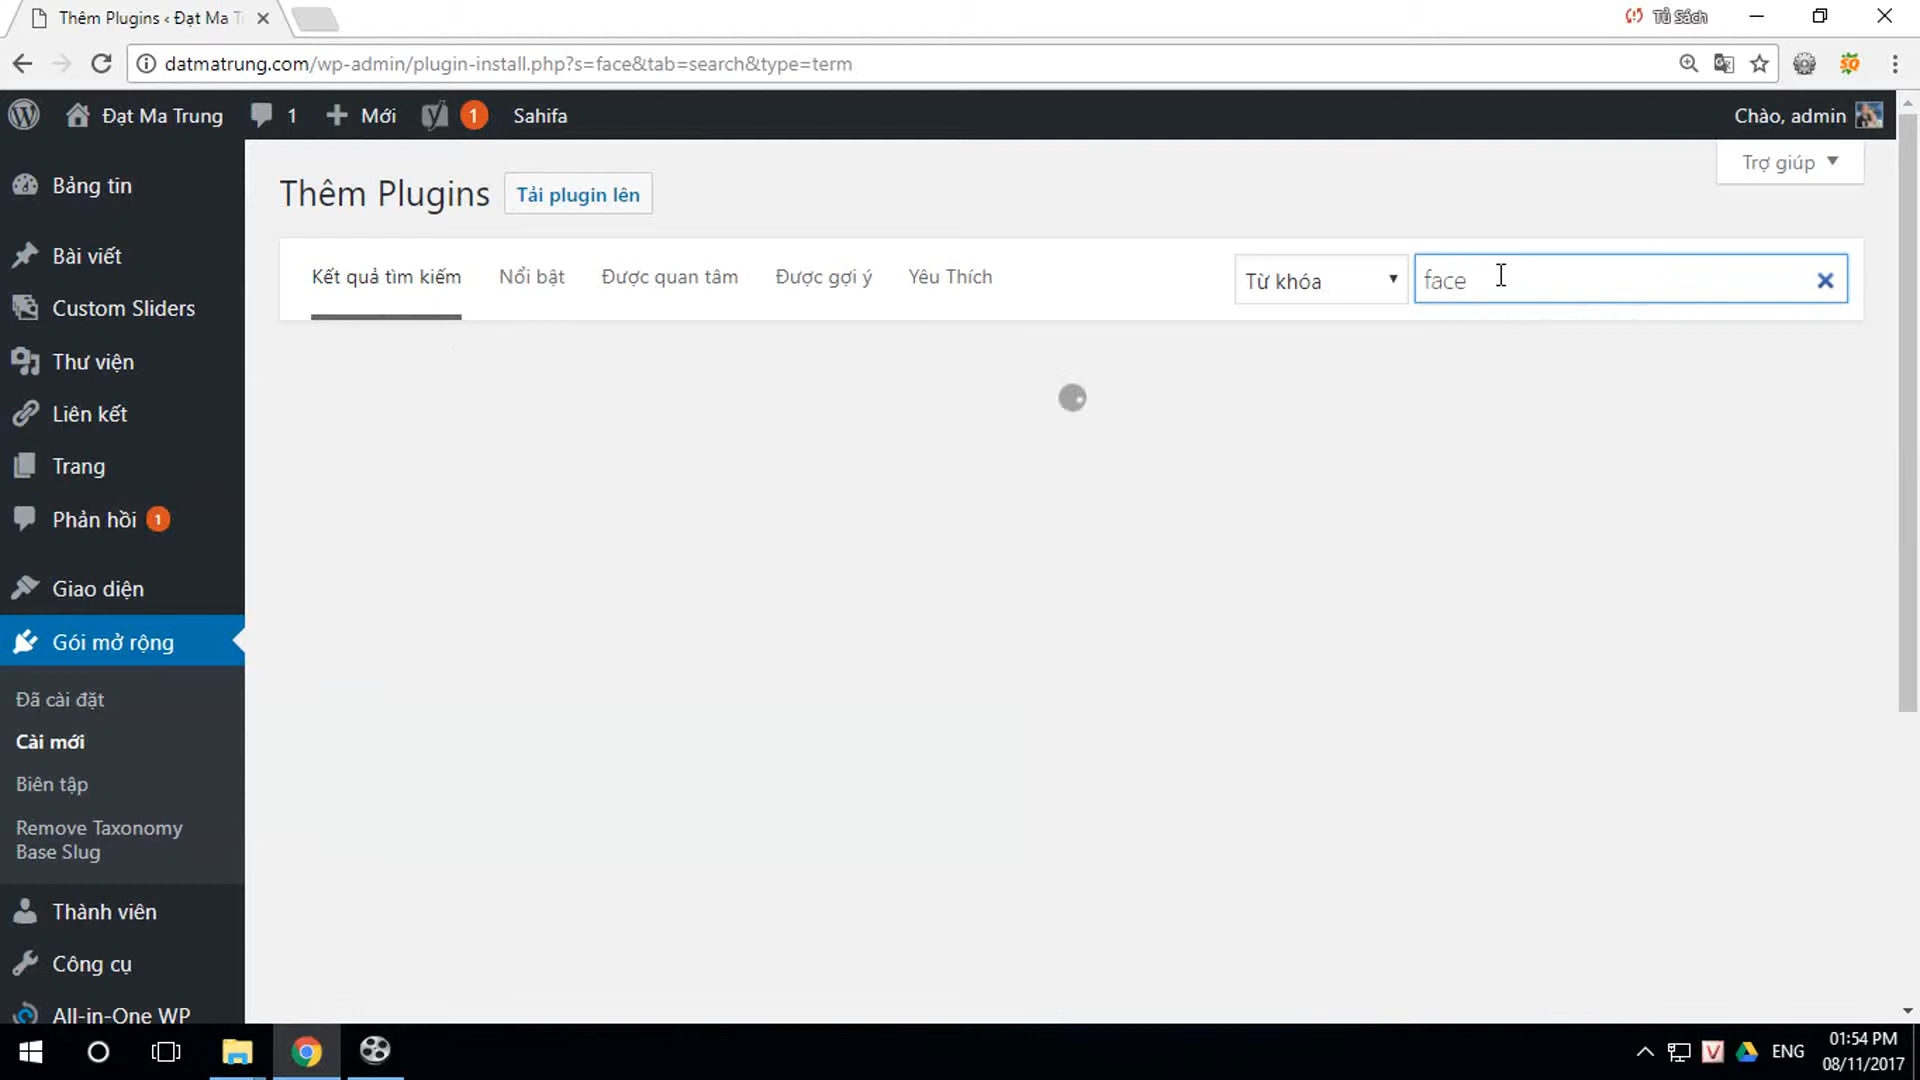 Thêm Plugins ‹ Đạt Ma T
Tủ Sách
datmatrung.com/wp-admin/plugin-install.php?s=face&tab=search&type=term
Đạt Ma Trung
1
Mới
1
Sahifa
Chào, admin
Trợ giúp
Thêm Plugins
Tải plugin lên
Kết quả tìm kiếm
Nổi bật
Được quan tâm
Được gợi ý
Yêu Thích
Từ khóa
face
Bảng tin
Bài viết
Custom Sliders
Thư viện
Liên kết
Trang
Phản hồi 1
Giao diện
Gói mở rộng
Đã cài đặt
Cài mới
Biên tập
Remove Taxonomy
Base Slug
Thành viên
Công cụ
All-in-One WP
ENG
01:54 PM
08/11/2017